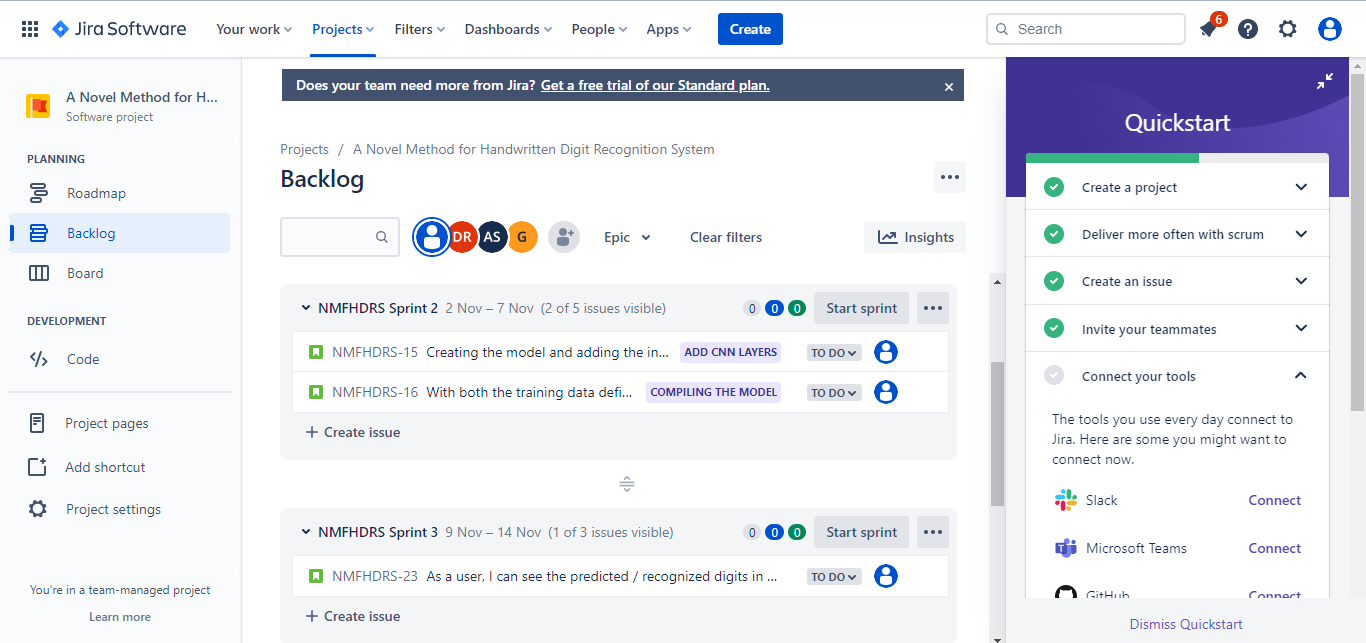 Jira Software
Your work
Projects
Filters
Dashboards
People
Apps
Create
Search
6
A Novel Method for H...
Software project
PLANNING
Roadmap
Backlog
Board
DEVELOPMENT
Code
Project pages
Add shortcut
Project settings
You're in a team-managed project
Learn more
Does your team need more from Jira? Get a free trial of our Standard plan.
Projects / A Novel Method for Handwritten Digit Recognition System
Backlog
DR AS G
Epic
Clear filters
Insights
NMFHDRS Sprint 2 2 Nov – 7 Nov (2 of 5 issues visible) 0 0 0 Start sprint
NMFHDRS-15 Creating the model and adding the in... ADD CNN LAYERS TO DO
NMFHDRS-16 With both the training data defi... COMPILING THE MODEL TO DO
+ Create issue
NMFHDRS Sprint 3 9 Nov – 14 Nov (1 of 3 issues visible) 0 0 0 Start sprint
NMFHDRS-23 As a user, I can see the predicted / recognized digits in ... TO DO
+ Create issue
Quickstart
Create a project
Deliver more often with scrum
Create an issue
Invite your teammates
Connect your tools
The tools you use every day connect to
Jira. Here are some you might want to
connect now.
Slack Connect
Microsoft Teams Connect
GitHub Connect
Dismiss Quickstart